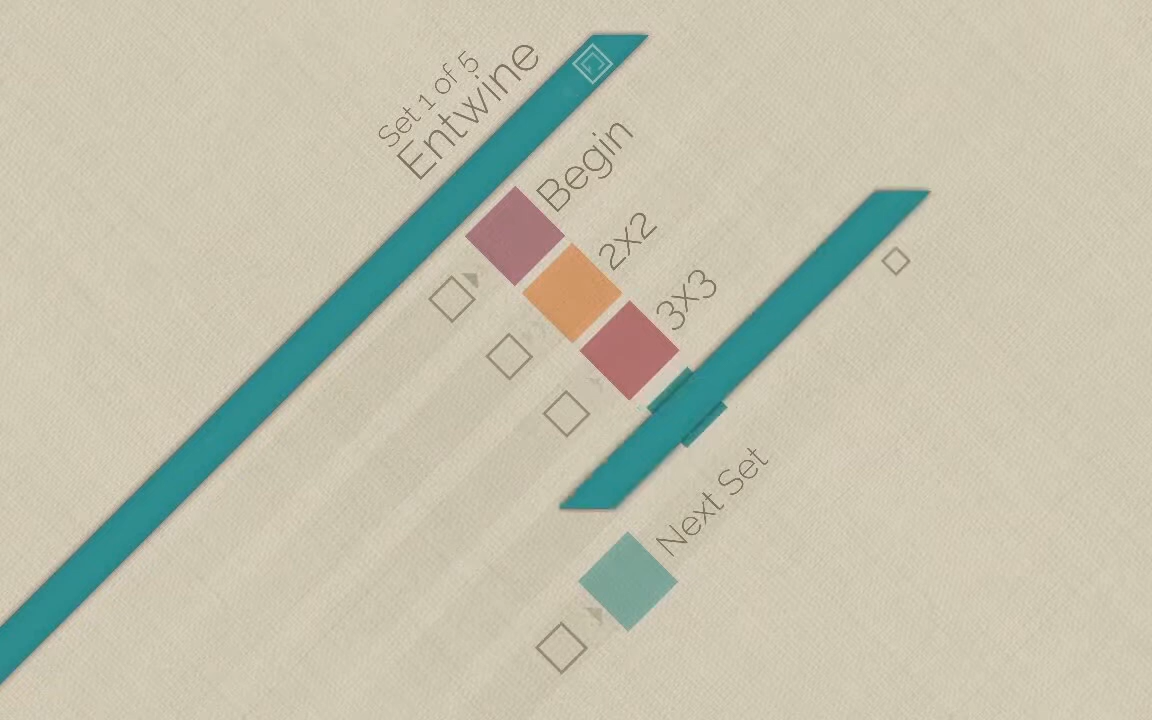 Set 1 of 5
Entwine
Begin
2x2
3x3
Next Set